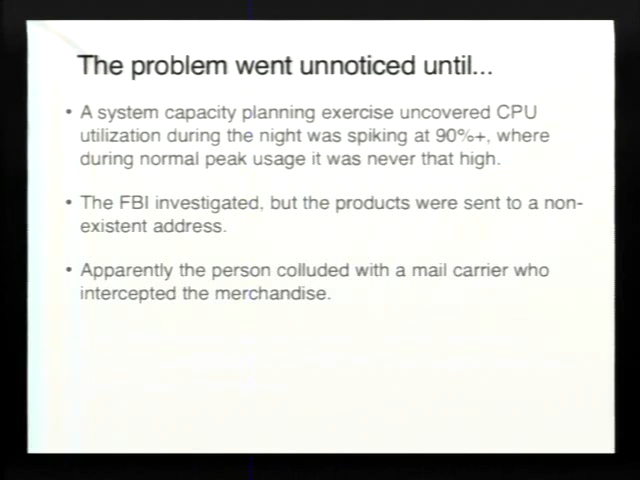 The problem went unnoticed until...
• A system capacity planning exercise uncovered CPU
utilization during the night was spiking at 90%+, where
during normal peak usage it was never that high.
• The FBI investigated, but the products were sent to a non-
existent address.
• Apparently the person colluded with a mail carrier who
intercepted the merchandise.